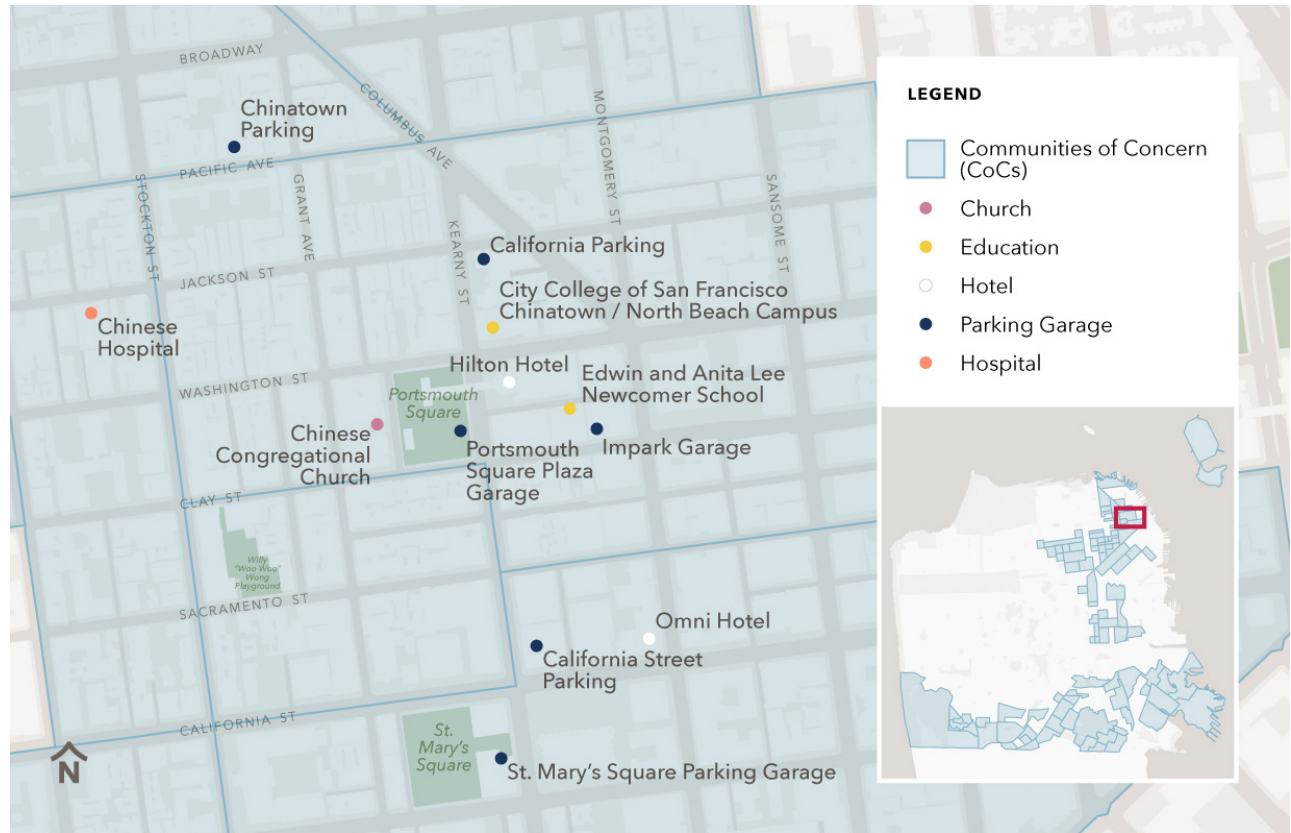 BROADWAY
Chinatown
Parking
COLUMBUS AVE
MONTGOMERY ST
PACIFIC AVE
STOCKTON ST
GRANT AVE
KEARNY ST
SANSOME ST
California Parking
JACKSON ST
City College of San Francisco
Chinatown / North Beach Campus
Chinese
Hospital
Hilton Hotel
WASHINGTON ST
Portsmouth
Square
Edwin and Anita Lee
Newcomer School
Chinese
Congregational
Church
Portsmouth
Square Plaza
Garage
Impark Garage
CLAY ST
Willy
"Woo Woo"
Wong
Playground
SACRAMENTO ST
Omni Hotel
California Street
Parking
CALIFORNIA ST
St.
Mary's
Square
St. Mary's Square Parking Garage
N
LEGEND
Communities of Concern
(CoCs)
Church
Education
Hotel
Parking Garage
Hospital